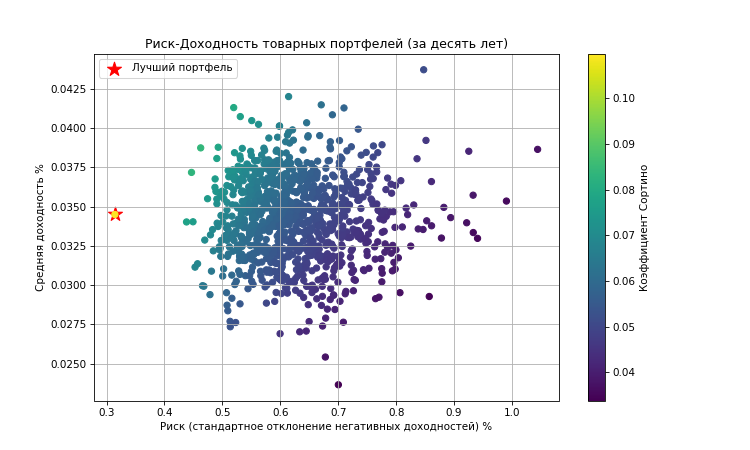 Риск-Доходность товарных портфелей (за десять лет)
Лучший портфель
Средняя доходность %
0.0425
0.0400
0.0375
0.0350
0.0325
0.0300
0.0275
0.0250
0.3 0.4 0.5 0.6 0.7 0.8 0.9 1.0
Риск (стандартное отклонение негативных доходностей) %
0.10
0.09
0.08
0.07
0.06
0.05
0.04
Коэффициент Сортино